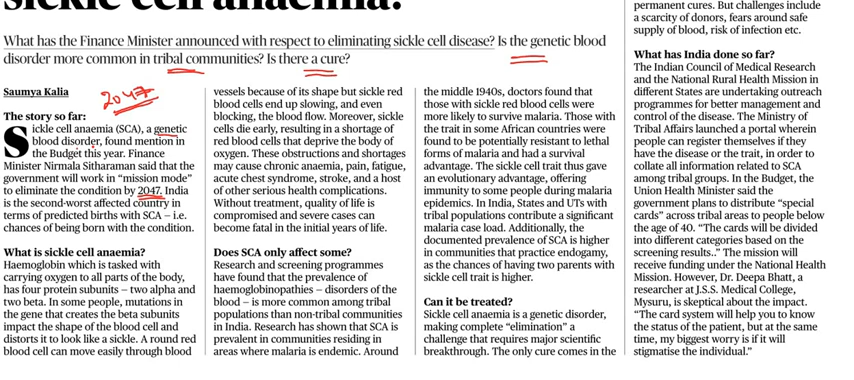 sickle cell anaemia?
What has the Finance Minister announced with respect to eliminating sickle cell disease? Is the genetic blood
disorder more common in tribal communities? Is there a cure?
Saumya Kalia
2047
The story so far:
Sickle cell anaemia (SCA), a genetic
blood disorder, found mention in
the Budget this year. Finance
Minister Nirmala Sitharaman said that the
government will work in “mission mode”
to eliminate the condition by 2047. India
is the second-worst affected country in
terms of predicted births with SCA – i.e.
chances of being born with the condition.
What is sickle cell anaemia?
Haemoglobin which is tasked with
carrying oxygen to all parts of the body,
has four protein subunits – two alpha and
two beta. In some people, mutations in
the gene that creates the beta subunits
impact the shape of the blood cell and
distorts it to look like a sickle. A round red
blood cell can move easily through blood
vessels because of its shape but sickle red
blood cells end up slowing, and even
blocking, the blood flow. Moreover, sickle
cells die early, resulting in a shortage of
red blood cells that deprive the body of
oxygen. These obstructions and shortages
may cause chronic anaemia, pain, fatigue,
acute chest syndrome, stroke, and a host
of other serious health complications.
Without treatment, quality of life is
compromised and severe cases can
become fatal in the initial years of life.
Does SCA only affect some?
Research and screening programmes
have found that the prevalence of
haemoglobinopathies – disorders of the
blood – is more common among tribal
populations than non-tribal communities
in India. Research has shown that SCA is
prevalent in communities residing in
areas where malaria is endemic. Around
the middle 1940s, doctors found that
those with sickle red blood cells were
more likely to survive malaria. Those with
the trait in some African countries were
found to be potentially resistant to lethal
forms of malaria and had a survival
advantage. The sickle cell trait thus gave
an evolutionary advantage, offering
immunity to some people during malaria
epidemics. In India, States and UTs with
tribal populations contribute a significant
malaria case load. Additionally, the
documented prevalence of SCA is higher
in communities that practice endogamy,
as the chances of having two parents with
sickle cell trait is higher.
Can it be treated?
Sickle cell anaemia is a genetic disorder,
making complete “elimination” a
challenge that requires major scientific
breakthrough. The only cure comes in the
permanent cures. But challenges include
a scarcity of donors, fears around safe
supply of blood, risk of infection etc.
What has India done so far?
The Indian Council of Medical Research
and the National Rural Health Mission in
different States are undertaking outreach
programmes for better management and
control of the disease. The Ministry of
Tribal Affairs launched a portal wherein
people can register themselves if they
have the disease or the trait, in order to
collate all information related to SCA
among tribal groups. In the Budget, the
Union Health Minister said the
government plans to distribute “special
cards” across tribal areas to people below
the age of 40. “The cards will be divided
into different categories based on the
screening results..” The mission will
receive funding under the National Health
Mission. However, Dr. Deepa Bhatt, a
researcher at J.S.S. Medical College,
Mysuru, is skeptical about the impact.
“The card system will help you to know
the status of the patient, but at the same
time, my biggest worry is if it will
stigmatise the individual.”